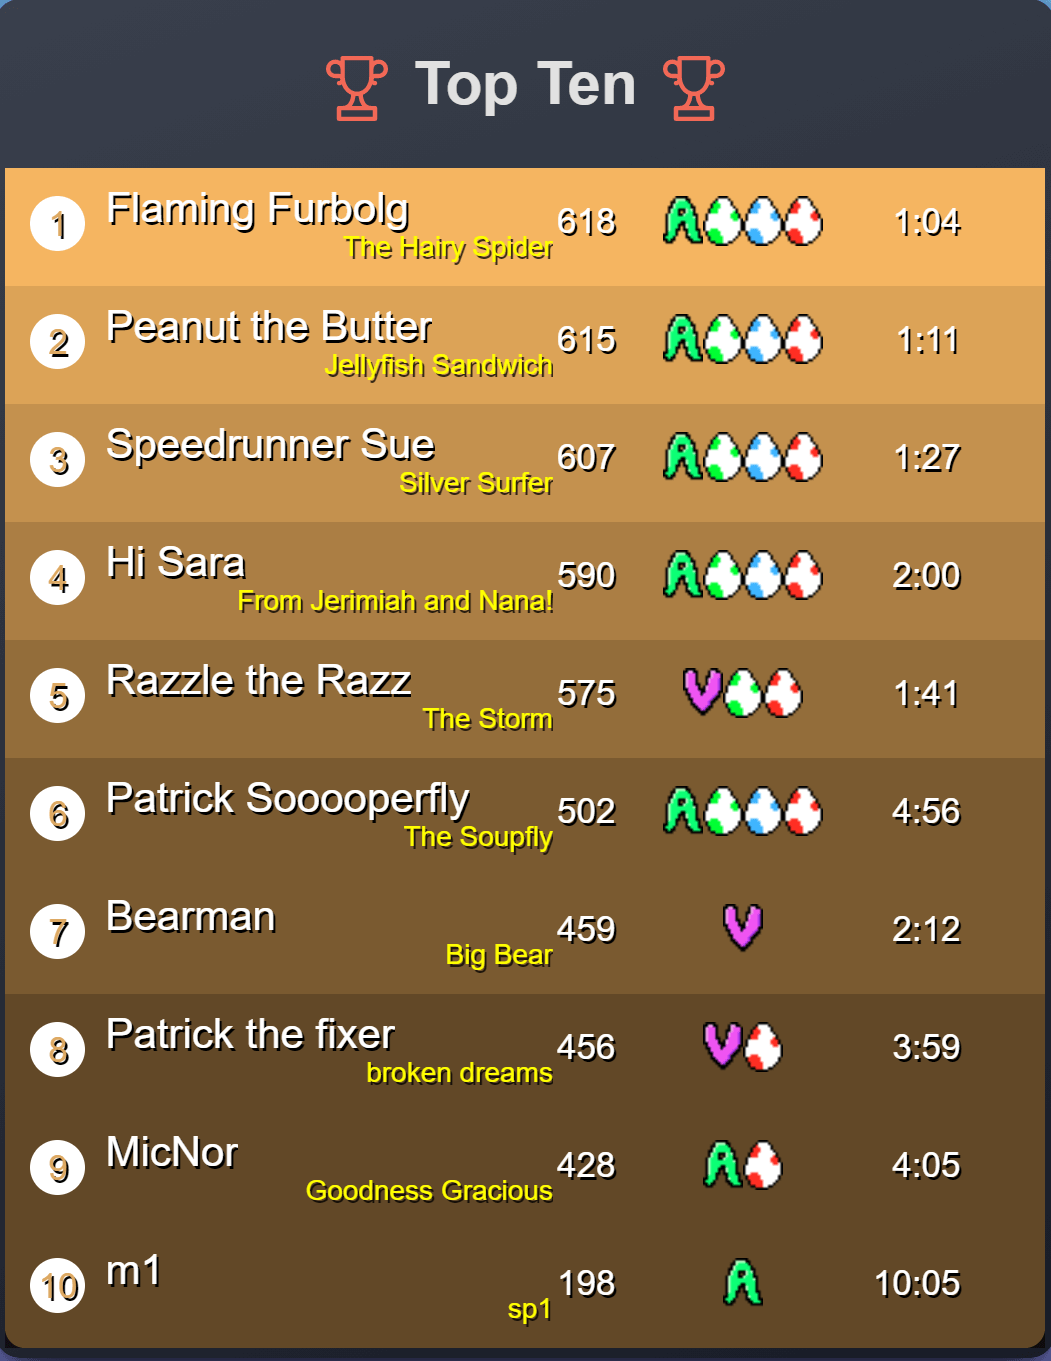 Top Ten
1 Flaming Furbolg 618 A 1:04
The Hairy Spider
2 Peanut the Butter 615 A 1:11
Jellyfish Sandwich
3 Speedrunner Sue 607 A 1:27
Silver Surfer
4 Hi Sara 590 A 2:00
From Jerimiah and Nana!
5 Razzle the Razz 575 V 1:41
The Storm
6 Patrick Sooooperfly 502 A 4:56
The Soupfly
7 Bearman 459 V 2:12
Big Bear
8 Patrick the fixer 456 V 3:59
broken dreams
9 MicNor 428 A 4:05
Goodness Gracious
10 m1 198 A 10:05
sp1